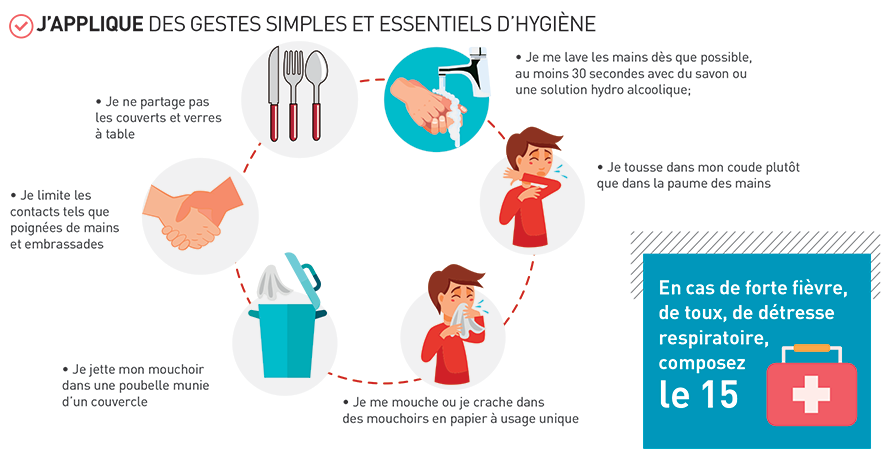 J'APPLIQUE DES GESTES SIMPLES ET ESSENTIELS D'HYGIÈNE
• Je me lave les mains dès que possible,
au moins 30 secondes avec du savon ou
une solution hydro alcoolique;
• Je tousse dans mon coude plutôt
que dans la paume des mains
• Je me mouche ou je crache dans
des mouchoirs en papier à usage unique
• Je jette mon mouchoir
dans une poubelle munie
d'un couvercle
• Je limite les
contacts tels que
poignées de mains
et embrassades
• Je ne partage pas
les couverts et verres
à table
En cas de forte fièvre,
de toux, de détresse
respiratoire,
composez
le 15